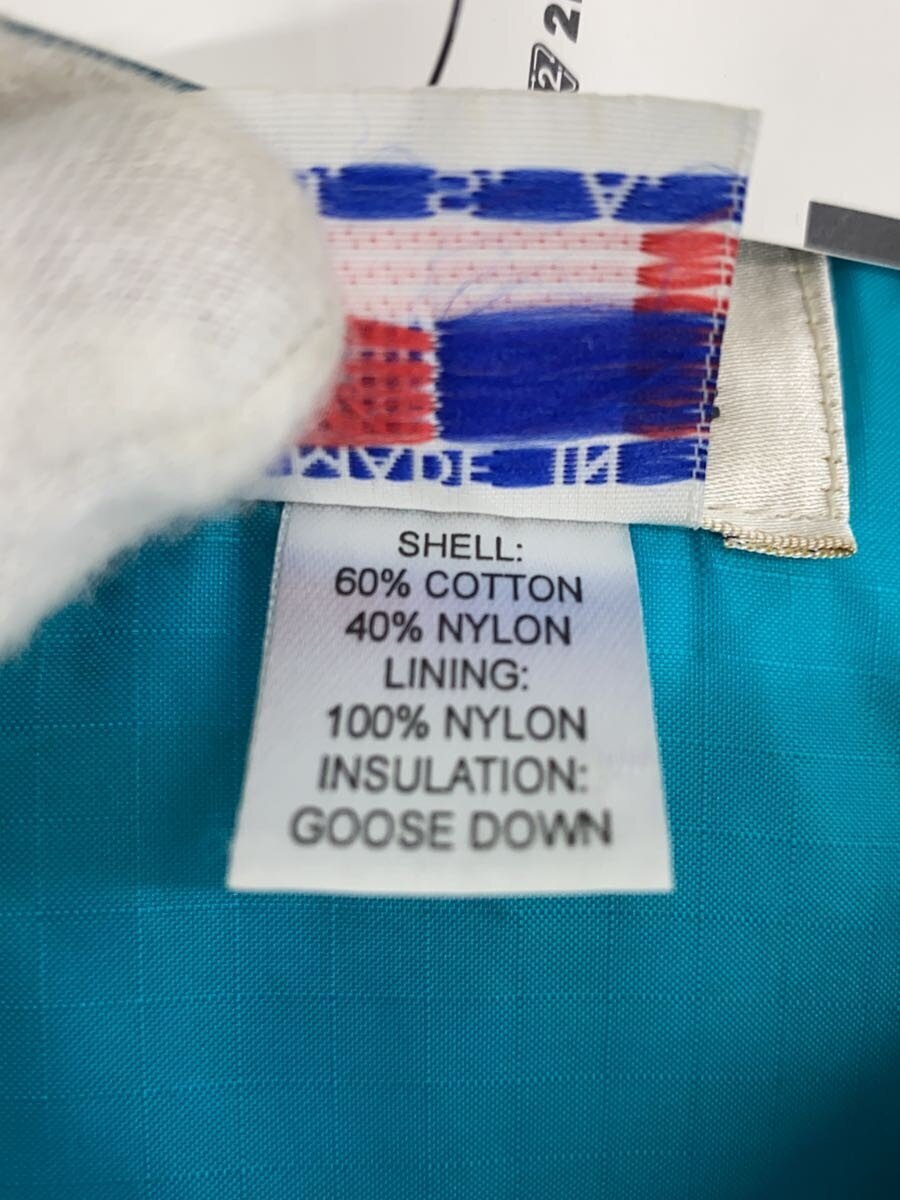 SHELL:
60% COTTON
40% NYLON
LINING:
100% NYLON
INSULATION:
GOOSE DOWN